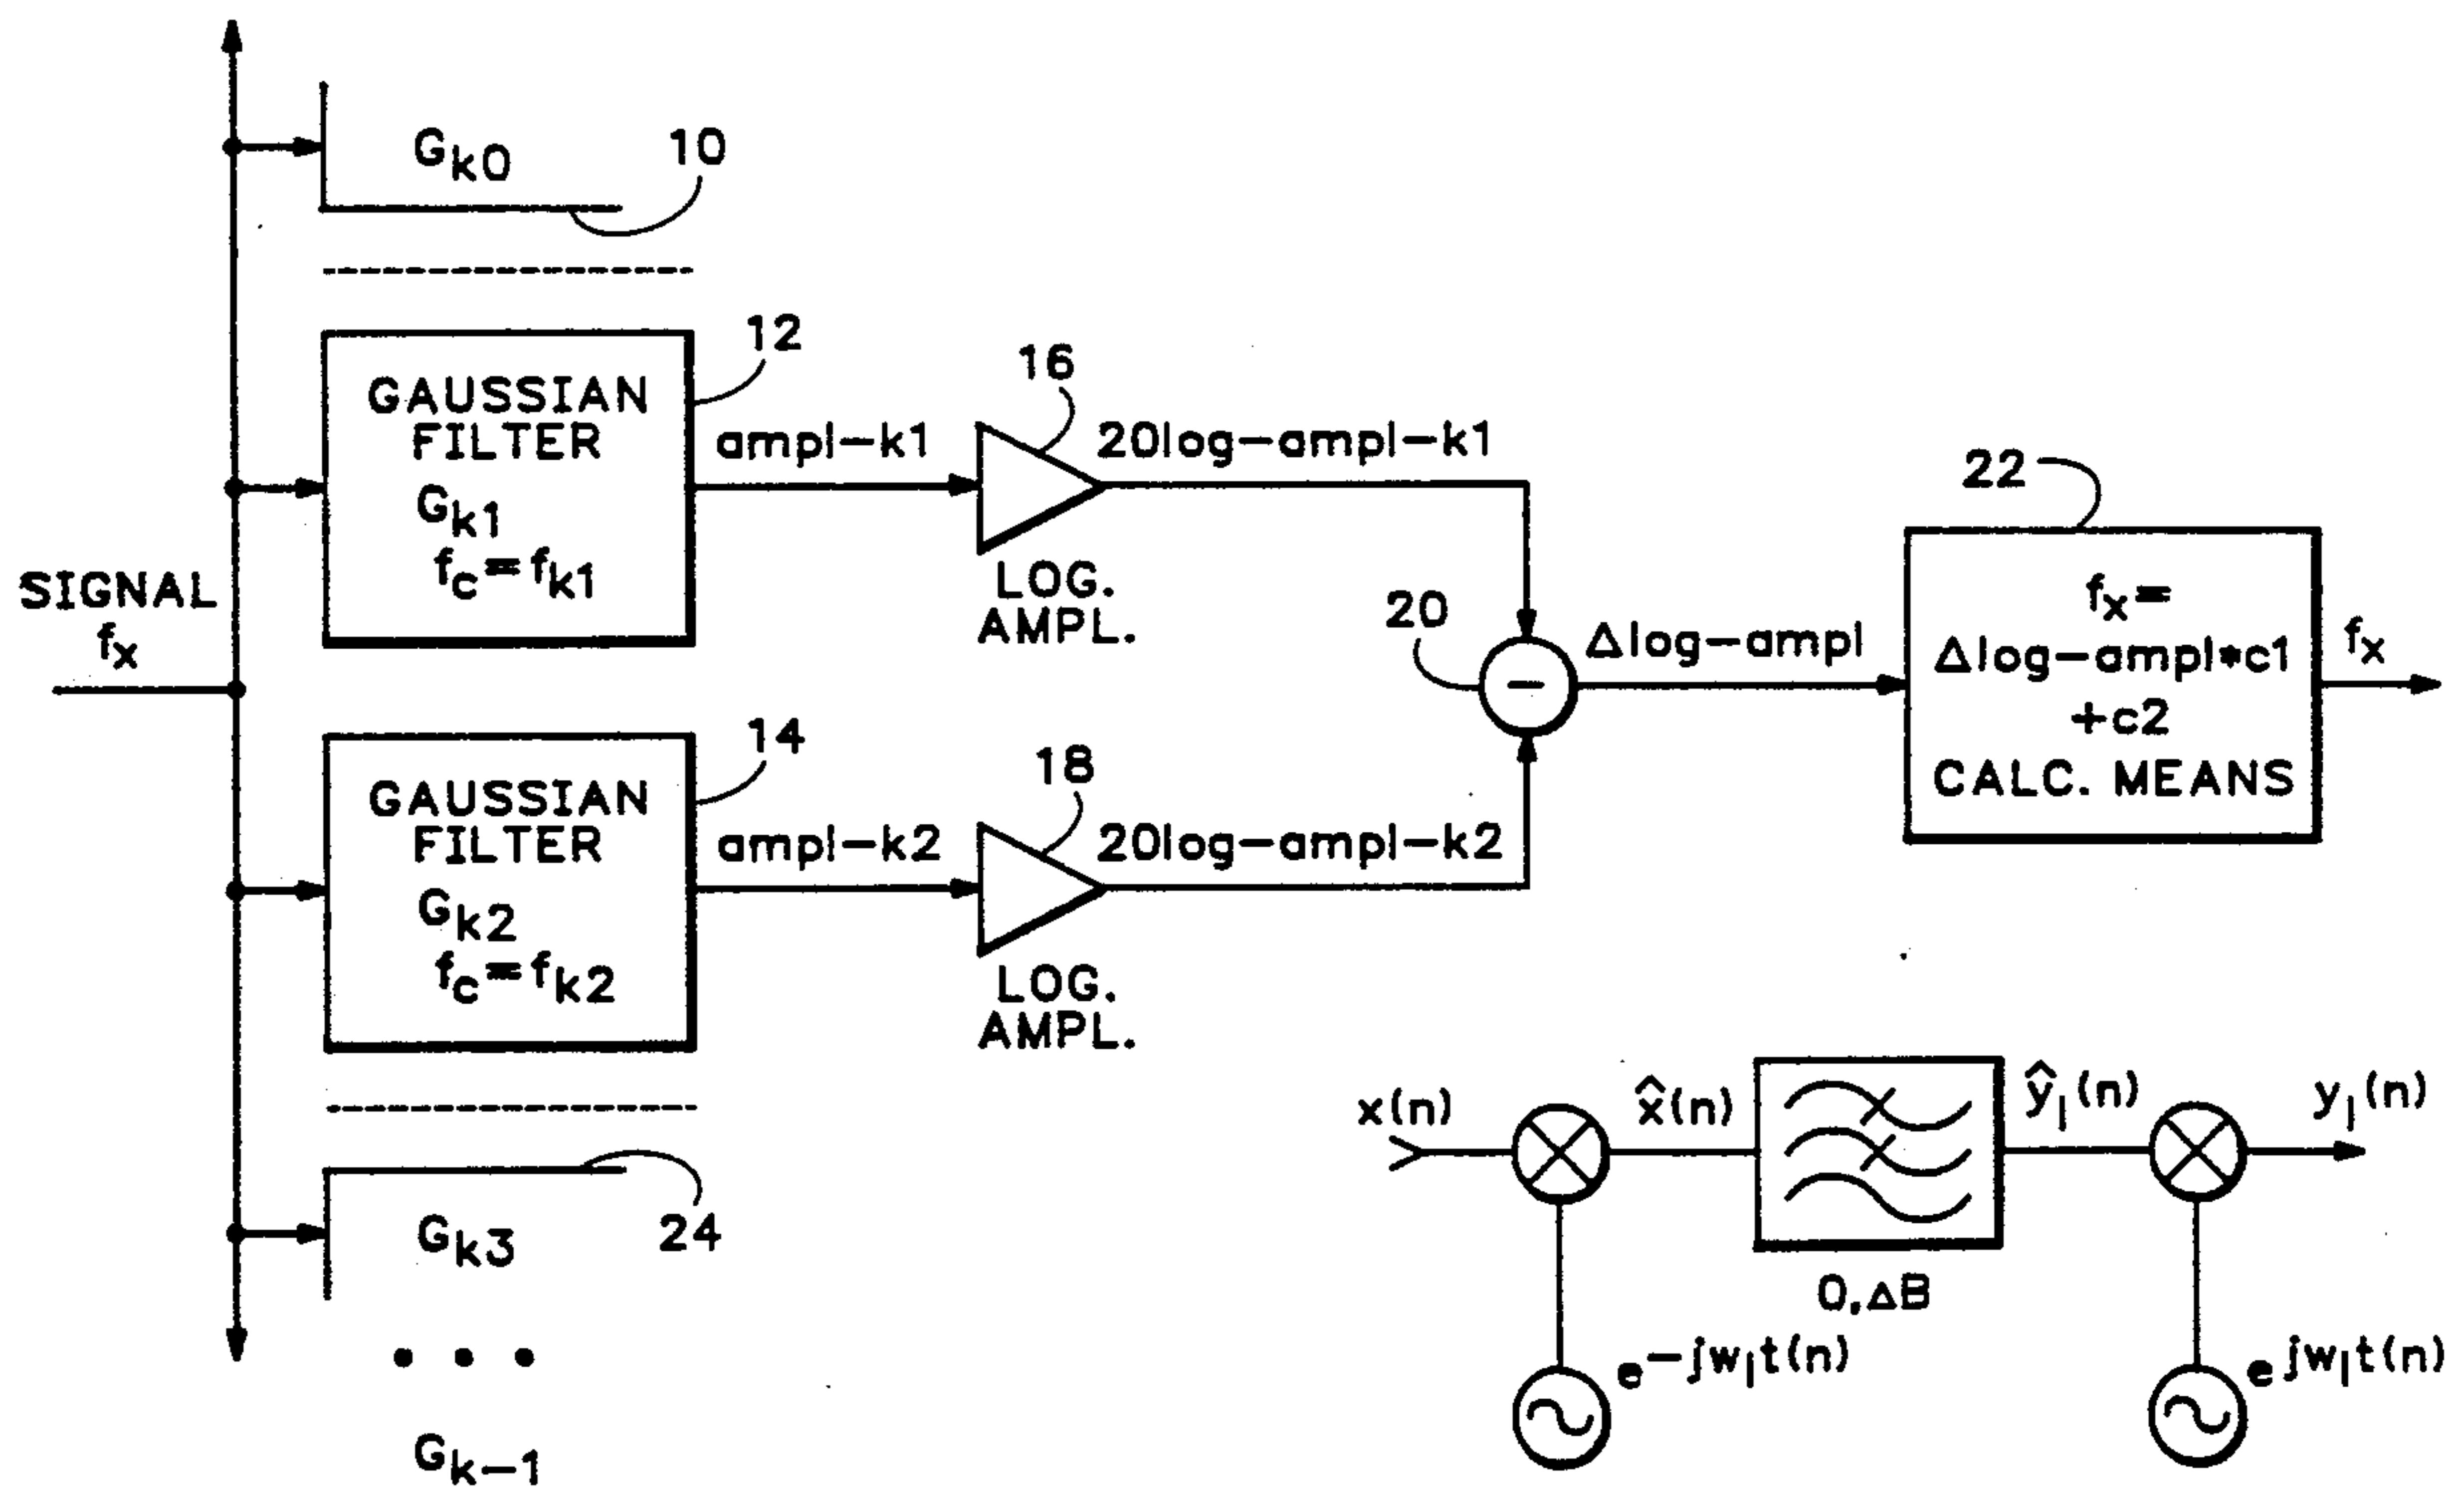 G_k0
10
12
GAUSSIAN
FILTER
G_k1
f_c=f_k1
ampl-k1
16
20log-ampl-k1
LOG.
AMPL.
SIGNAL
f_x
20
Δlog-ampl
22
f_x=
Δlog-ampl*c1
+c2
CALC. MEANS
f_x
14
GAUSSIAN
FILTER
G_k2
f_c=f_k2
ampl-k2
18
20log-ampl-k2
LOG.
AMPL.
24
G_k3
• • •
G_k-1
x(n)
x̂(n)
ŷ_l(n)
y_l(n)
0,ΔB
e^-jw_lt(n)
e^jw_lt(n)